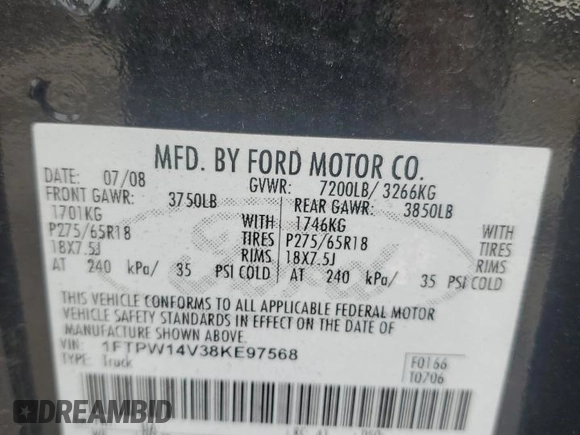 MFD. BY FORD MOTOR CO.
DATE: 07/08 GVWR: 7200LB/ 3266KG
FRONT GAWR: 3750LB REAR GAWR: 3850LB
1701KG WITH 1746KG WITH
P275/65R18 TIRES P275/65R18 TIRES
18X7.5J RIMS 18X7.5J RIMS
AT 240 kPa/ 35 PSI COLD AT 240 kPa/ 35 PSI COLD
THIS VEHICLE CONFORMS TO ALL APPLICABLE FEDERAL MOTOR
VEHICLE SAFETY STANDARDS IN EFFECT ON THE DATE OF
MANUFACTURE SHOWN ABOVE.
VIN: 1FTPW14V38KE97568 F0166
TYPE: Truck T0706
Ford
DREAMBID